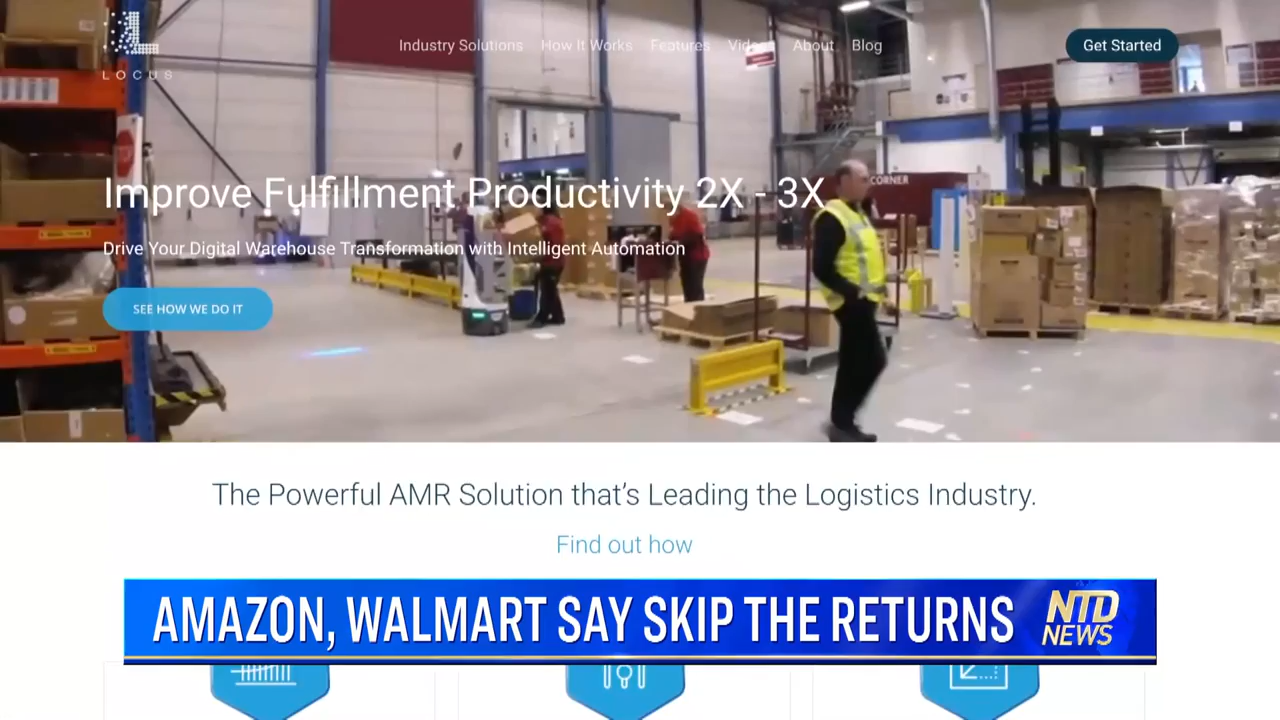 LOCUS
Industry Solutions How It Works Features Videos About Blog
Get Started
CORNER
Improve Fulfillment Productivity 2X - 3X
Drive Your Digital Warehouse Transformation with Intelligent Automation
SEE HOW WE DO IT
The Powerful AMR Solution that's Leading the Logistics Industry.
Find out how
AMAZON, WALMART SAY SKIP THE RETURNS
NTD
NEWS